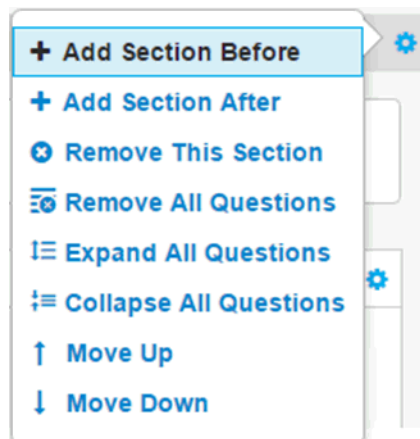 Add Section Before
Add Section After
Remove This Section
Remove All Questions
Expand All Questions
Collapse All Questions
Move Up
Move Down